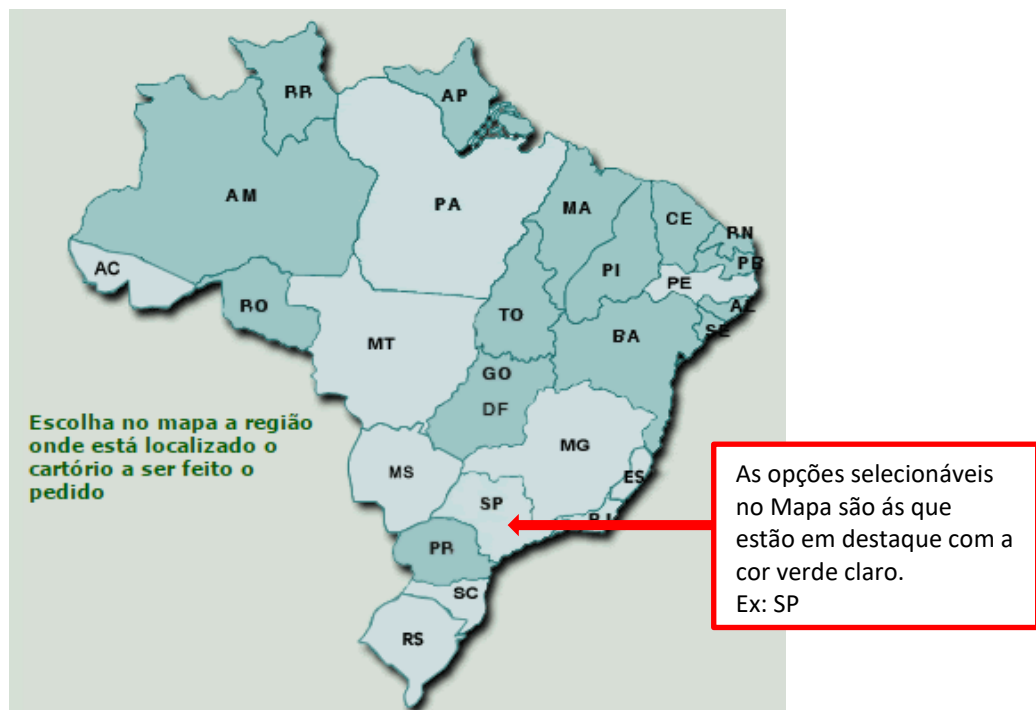 RR
AP
AM
PA
MA
CE
RN
PB
PI
PE
AC
RO
TO
AL
SE
BA
MT
GO
DF
Escolha no mapa a região
onde está localizado o
cartório a ser feito o
pedido
MG
MS
ES
SP
RJ
PR
SC
RS
As opções selecionáveis
no Mapa são ás que
estão em destaque com a
cor verde claro.
Ex: SP